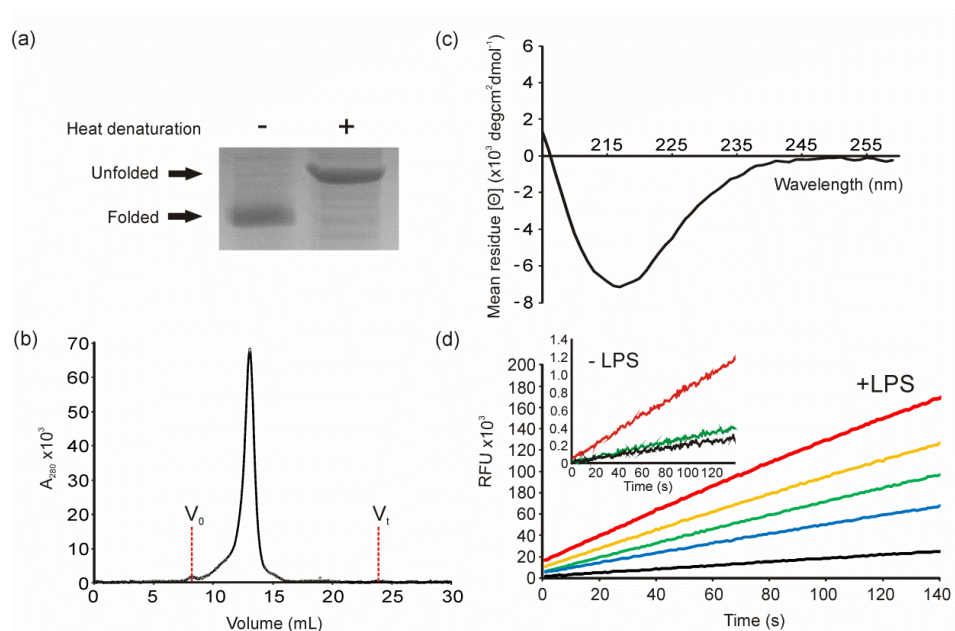 (a)
Heat denaturation - +
Unfolded
Folded
(b)
70
60
50
40
30
20
10
0
A₂₈₀ x10³
V₀
Vₜ
0 5 10 15 20 25 30
Volume (mL)
(c)
6
4
2
0
-2
-4
-6
-8
Mean residue [Θ] (x10³ degcm²dmol⁻¹)
215 225 235 245 255
Wavelength (nm)
(d)
200
180
160
140
120
100
180
60
40
20
0
RFU x10³
+LPS
0 20 40 60 80 100 120 140
Time (s)
1.4
1.2
1.0
0.8
0.6
0.4
0.2
0
- LPS
0 20 40 60 80 100 120
Time (s)